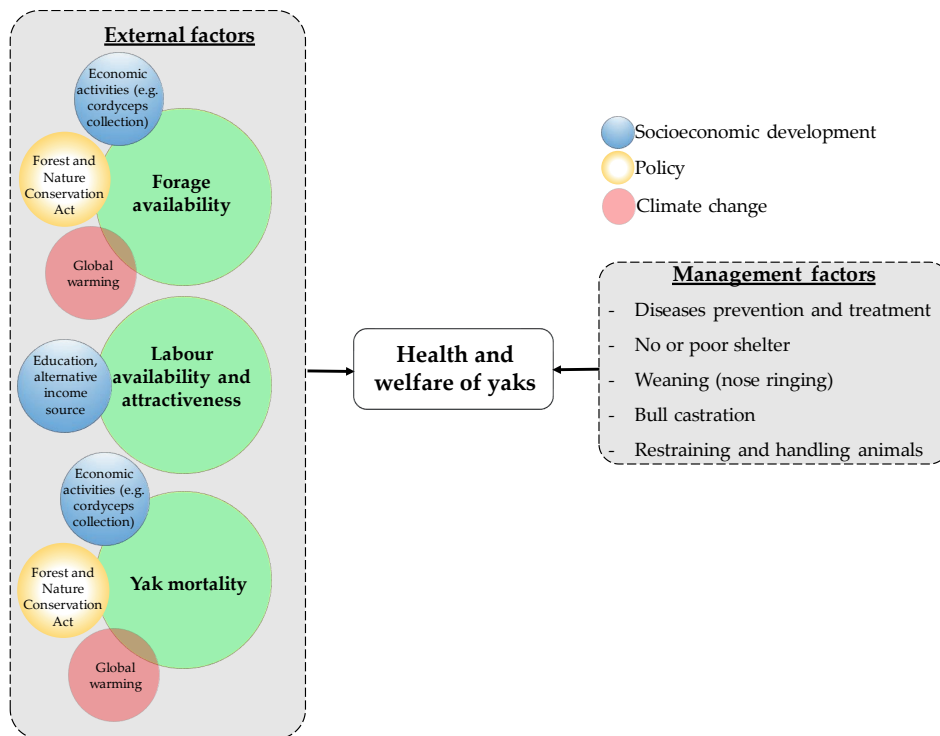 External factors
Economic
activities (e.g.
cordyceps
collection)
Forest and
Nature
Conservation
Act
Global
warming
Forage
availability
Education,
alternative
income
source
Labour
availability and
attractiveness
Economic
activities (e.g.
cordyceps
collection)
Forest and
Nature
Conservation
Act
Global
warming
Yak mortality
Health and
welfare of yaks
Socioeconomic development
Policy
Climate change
Management factors
- Diseases prevention and treatment
- No or poor shelter
- Weaning (nose ringing)
- Bull castration
- Restraining and handling animals